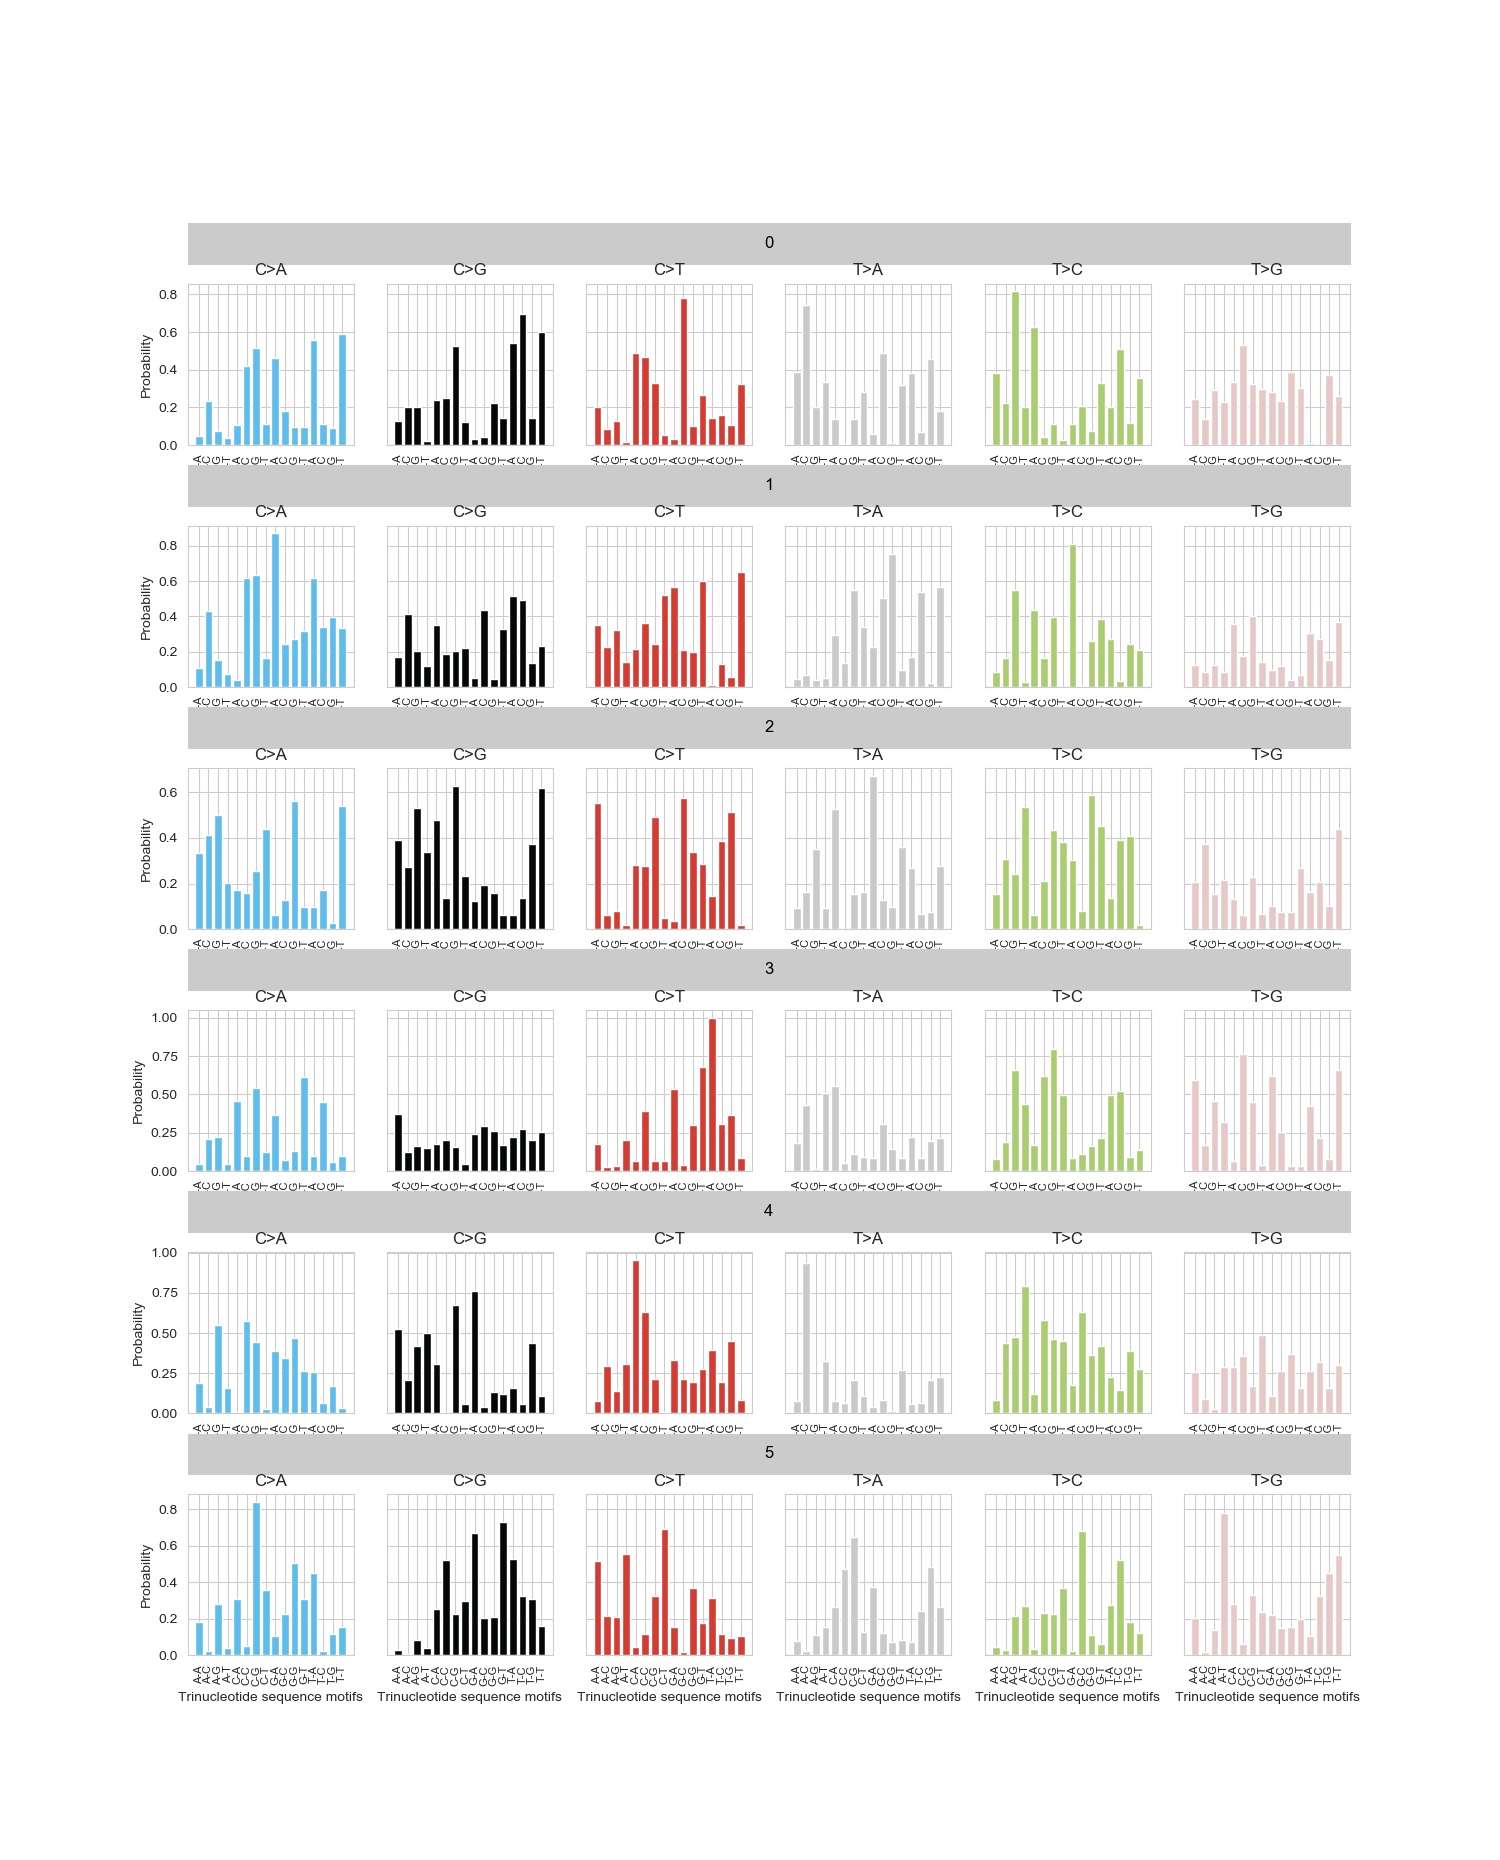 0
C>A C>G C>T T>A T>C T>G
0.8
0.6
0.4
0.2
0.0
Probability
1
C>A C>G C>T T>A T>C T>G
0.8
0.6
0.4
0.2
0.0
Probability
2
C>A C>G C>T T>A T>C T>G
0.6
0.4
0.2
0.0
Probability
3
C>A C>G C>T T>A T>C T>G
1.00
0.75
0.50
0.25
0.00
Probability
4
C>A C>G C>T T>A T>C T>G
1.00
0.75
0.50
0.25
0.00
Probability
5
C>A C>G C>T T>A T>C T>G
0.8
0.6
0.4
0.2
0.0
Probability
A-A A-C A-G A-T C-A C-C C-G C-T G-A G-C G-G G-T T-A T-C T-G T-T
A-A A-C A-G A-T C-A C-C C-G C-T G-A G-C G-G G-T T-A T-C T-G T-T
A-A A-C A-G A-T C-A C-C C-G C-T G-A G-C G-G G-T T-A T-C T-G T-T
A-A A-C A-G A-T C-A C-C C-G C-T G-A G-C G-G G-T T-A T-C T-G T-T
A-A A-C A-G A-T C-A C-C C-G C-T G-A G-C G-G G-T T-A T-C T-G T-T
A-A A-C A-G A-T C-A C-C C-G C-T G-A G-C G-G G-T T-A T-C T-G T-T
Trinucleotide sequence motifs Trinucleotide sequence motifs Trinucleotide sequence motifs Trinucleotide sequence motifs Trinucleotide sequence motifs Trinucleotide sequence motifs